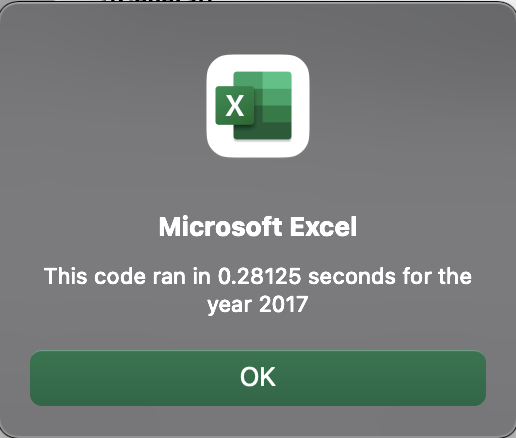 X
Microsoft Excel
This code ran in 0.28125 seconds for the
year 2017
OK